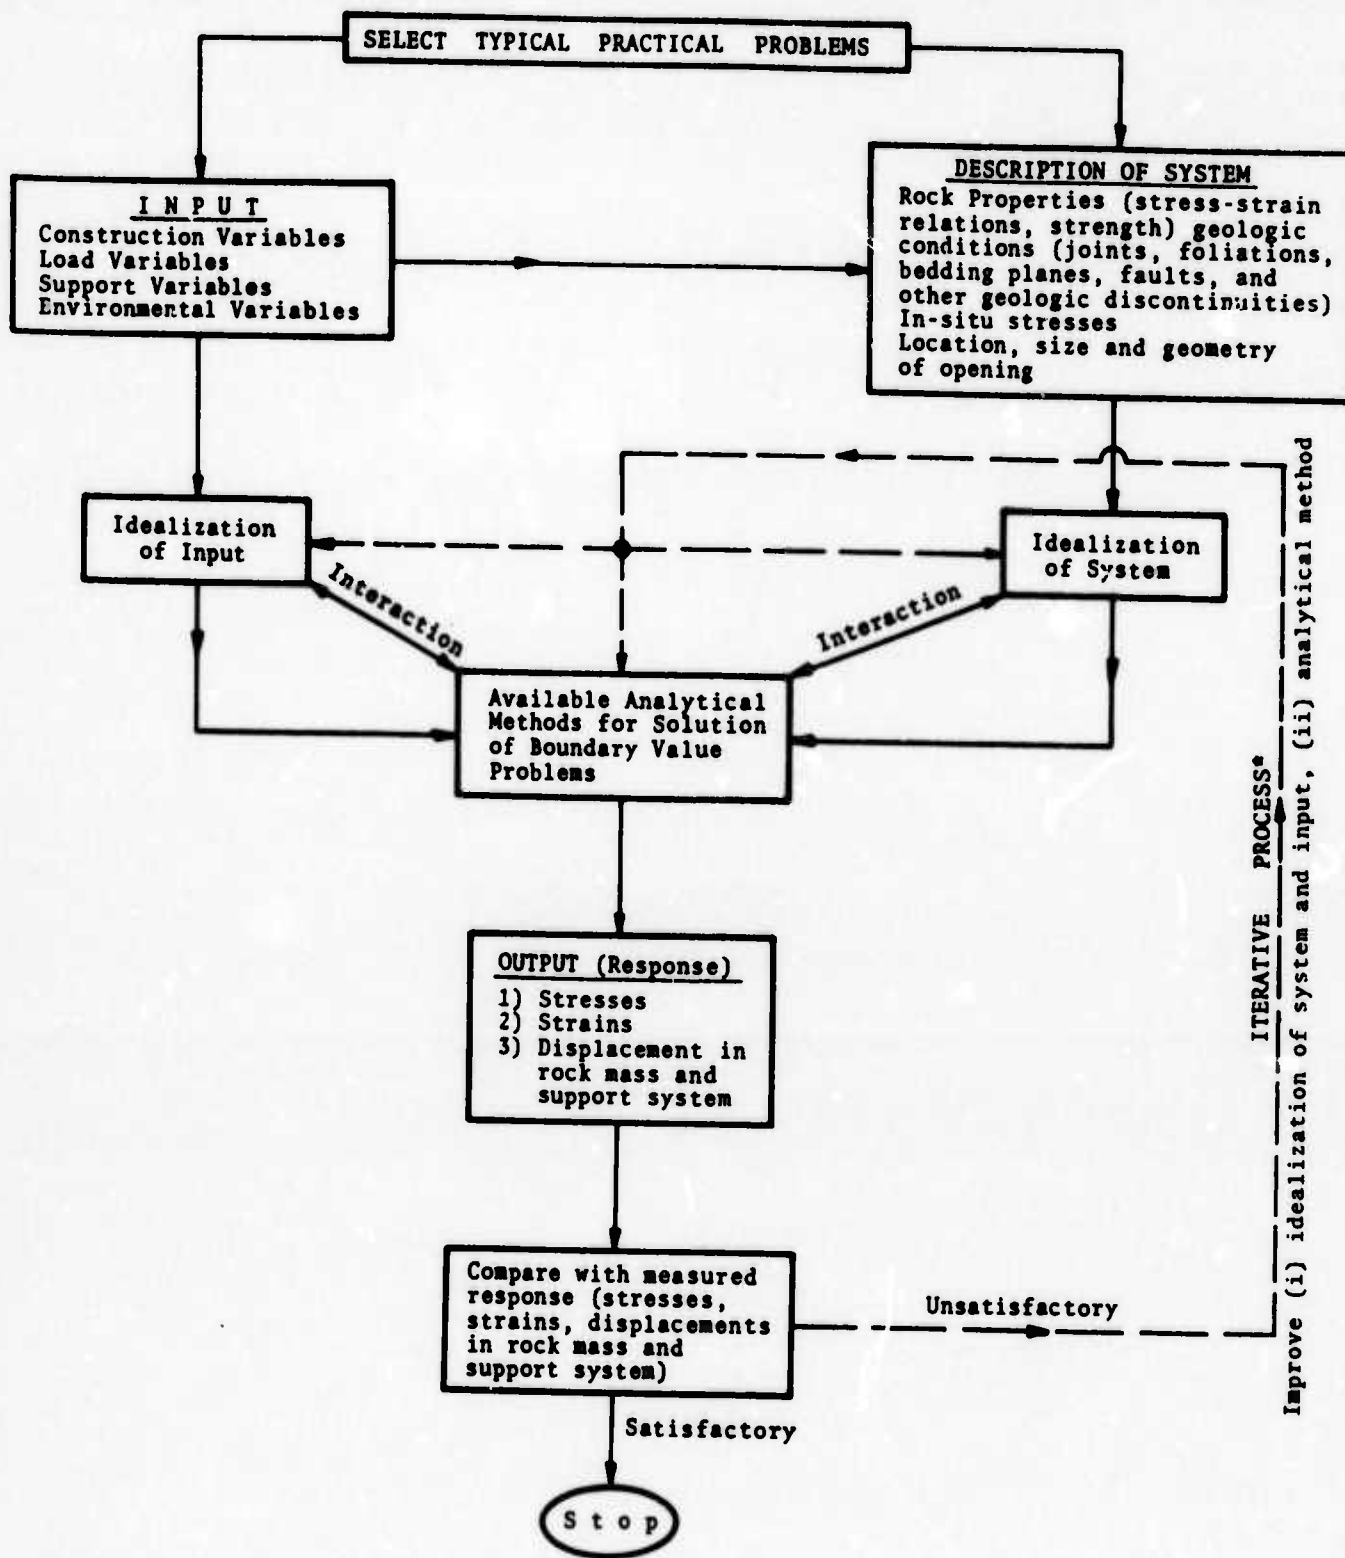 SELECT TYPICAL PRACTICAL PROBLEMS
INPUT
Construction Variables
Load Variables
Support Variables
Environmental Variables
DESCRIPTION OF SYSTEM
Rock Properties (stress-strain
relations, strength) geologic
conditions (joints, foliations,
bedding planes, faults, and
other geologic discontinuities)
In-situ stresses
Location, size and geometry
of opening
Idealization
of Input
Idealization
of System
Interaction
Interaction
Available Analytical
Methods for Solution
of Boundary Value
Problems
OUTPUT (Response)
1) Stresses
2) Strains
3) Displacement in
rock mass and
support system
Compare with measured
response (stresses,
strains, displacements
in rock mass and
support system)
Unsatisfactory
Satisfactory
Stop
ITERATIVE PROCESS*
Improve (i) idealization of system and input, (ii) analytical method